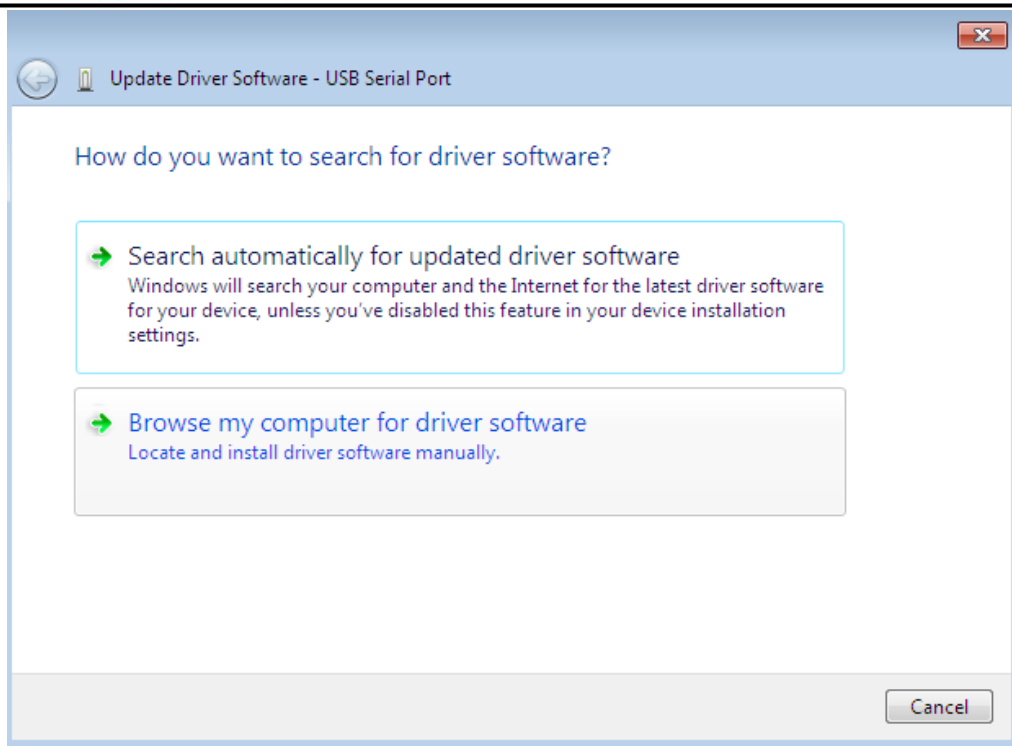 Update Driver Software - USB Serial Port
How do you want to search for driver software?
Search automatically for updated driver software
Windows will search your computer and the Internet for the latest driver software
for your device, unless you've disabled this feature in your device installation
settings.
Browse my computer for driver software
Locate and install driver software manually.
Cancel